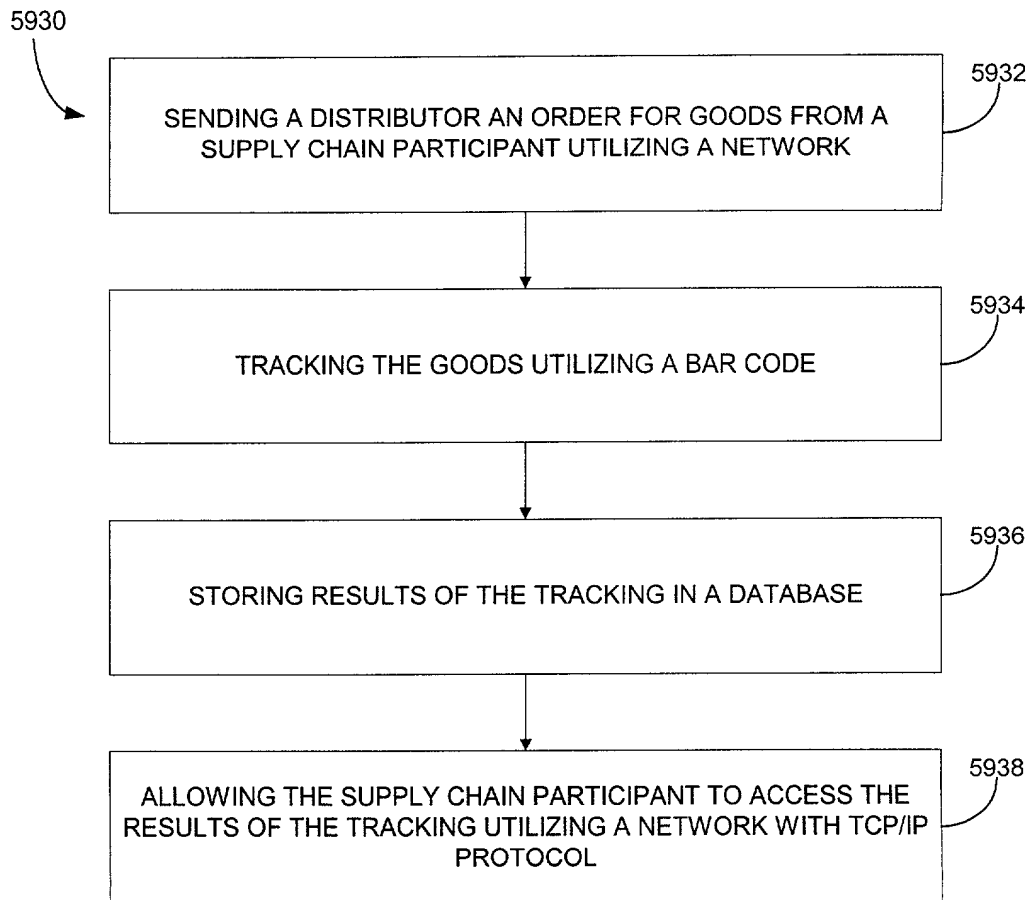 5930
5932
SENDING A DISTRIBUTOR AN ORDER FOR GOODS FROM A
SUPPLY CHAIN PARTICIPANT UTILIZING A NETWORK
5934
TRACKING THE GOODS UTILIZING A BAR CODE
5936
STORING RESULTS OF THE TRACKING IN A DATABASE
5938
ALLOWING THE SUPPLY CHAIN PARTICIPANT TO ACCESS THE
RESULTS OF THE TRACKING UTILIZING A NETWORK WITH TCP/IP
PROTOCOL